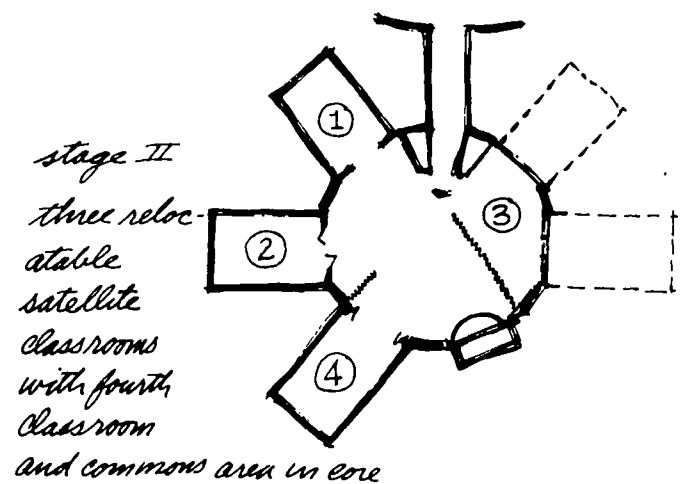 1
stage II
3
three reloc-
2
atable
satellite
classrooms
4
with fourth
classroom
and commons area in core